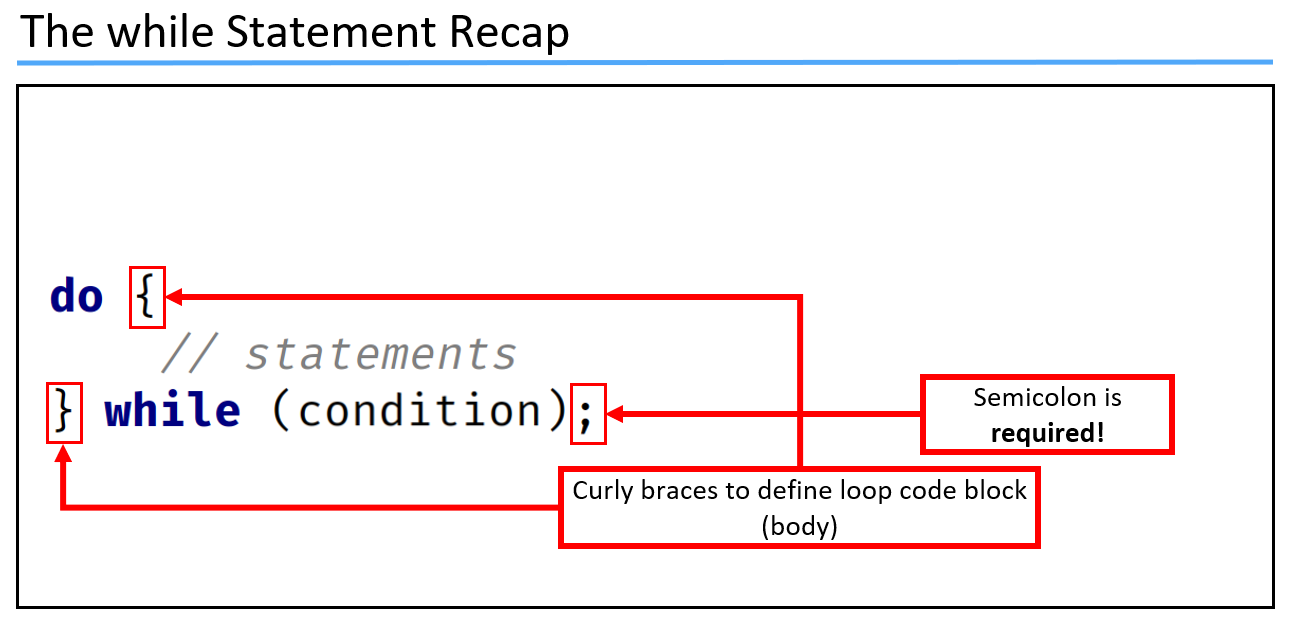 The while Statement Recap
do {
// statements
} while (condition);
Semicolon is
required!
Curly braces to define loop code block
(body)